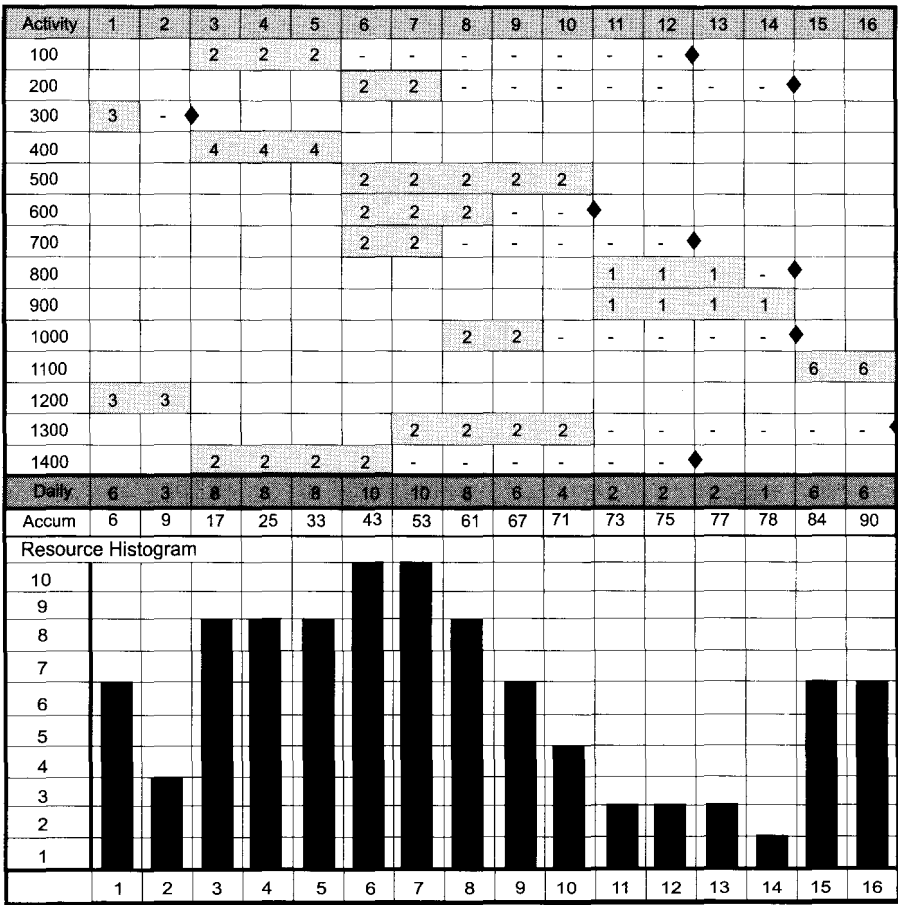 Activity 1 2 3 4 5 6 7 8 9 10 11 12 13 14 15 16
100 2 2 2 - - - - - - - ◆
200 2 2 - - - - - - - ◆
300 3 - ◆
400 4 4 4
500 2 2 2 2 2
600 2 2 2 - - ◆
700 2 2 - - - - - ◆
800 1 1 1 - ◆
900 1 1 1 1
1000 2 2 - - - - - ◆
1100 6 6
1200 3 3
1300 2 2 2 2 - - - - - - ◆
1400 2 2 2 2 - - - - - - ◆
Daily 6 3 8 8 8 10 10 8 6 4 2 2 2 1 6 6
Accum 6 9 17 25 33 43 53 61 67 71 73 75 77 78 84 90
Resource Histogram
10
9
8
7
6
5
4
3
2
1
1 2 3 4 5 6 7 8 9 10 11 12 13 14 15 16